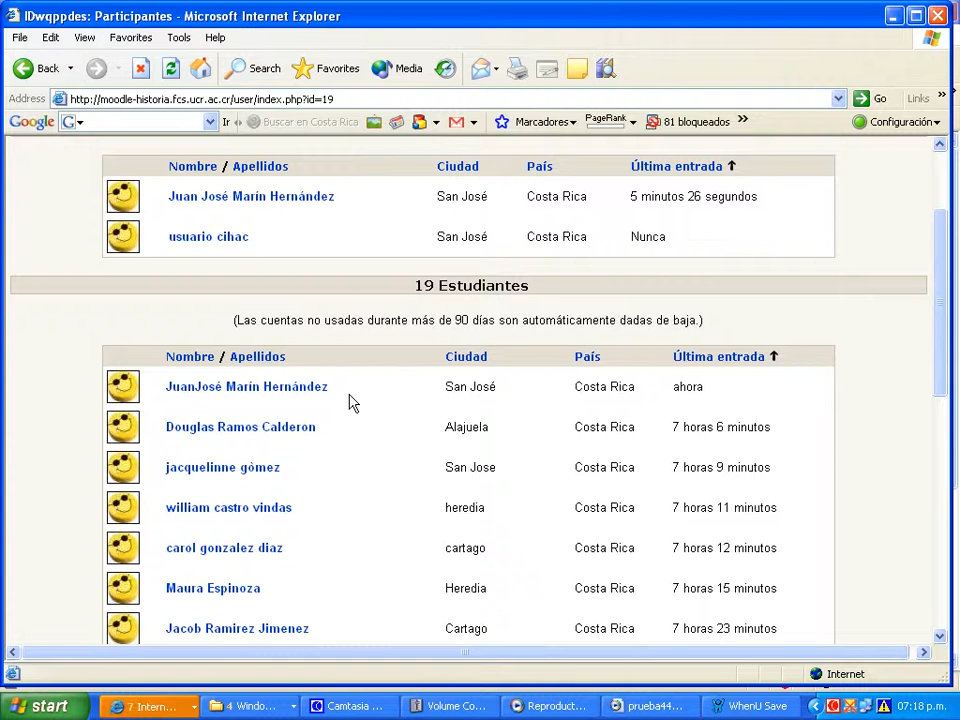 IDwqppdes: Participantes - Microsoft Internet Explorer
File Edit View Favorites Tools Help
Back Search Favorites Media
Address http://moodle-historia.fcs.ucr.ac.cr/user/index.php?id=19 Go Links »
Google G Ir Buscar en Costa Rica Marcadores PageRank 81 bloqueados » Configuración
Nombre / Apellidos Ciudad País Última entrada ↑
Juan José Marín Hernández San José Costa Rica 5 minutos 26 segundos
usuario cihac San José Costa Rica Nunca
19 Estudiantes
(Las cuentas no usadas durante más de 90 días son automáticamente dadas de baja.)
Nombre / Apellidos Ciudad País Última entrada ↑
JuanJosé Marín Hernández San José Costa Rica ahora
Douglas Ramos Calderon Alajuela Costa Rica 7 horas 6 minutos
jacquelinne gómez San Jose Costa Rica 7 horas 9 minutos
william castro vindas heredia Costa Rica 7 horas 11 minutos
carol gonzalez diaz cartago Costa Rica 7 horas 12 minutos
Maura Espinoza Heredia Costa Rica 7 horas 15 minutos
Jacob Ramirez Jimenez Cartago Costa Rica 7 horas 23 minutos
Internet
start 7 Intern... 4 Windo... Camtasia ... Volume Co... Reproduct... prueba44... WhenU Save 07:18 p.m.